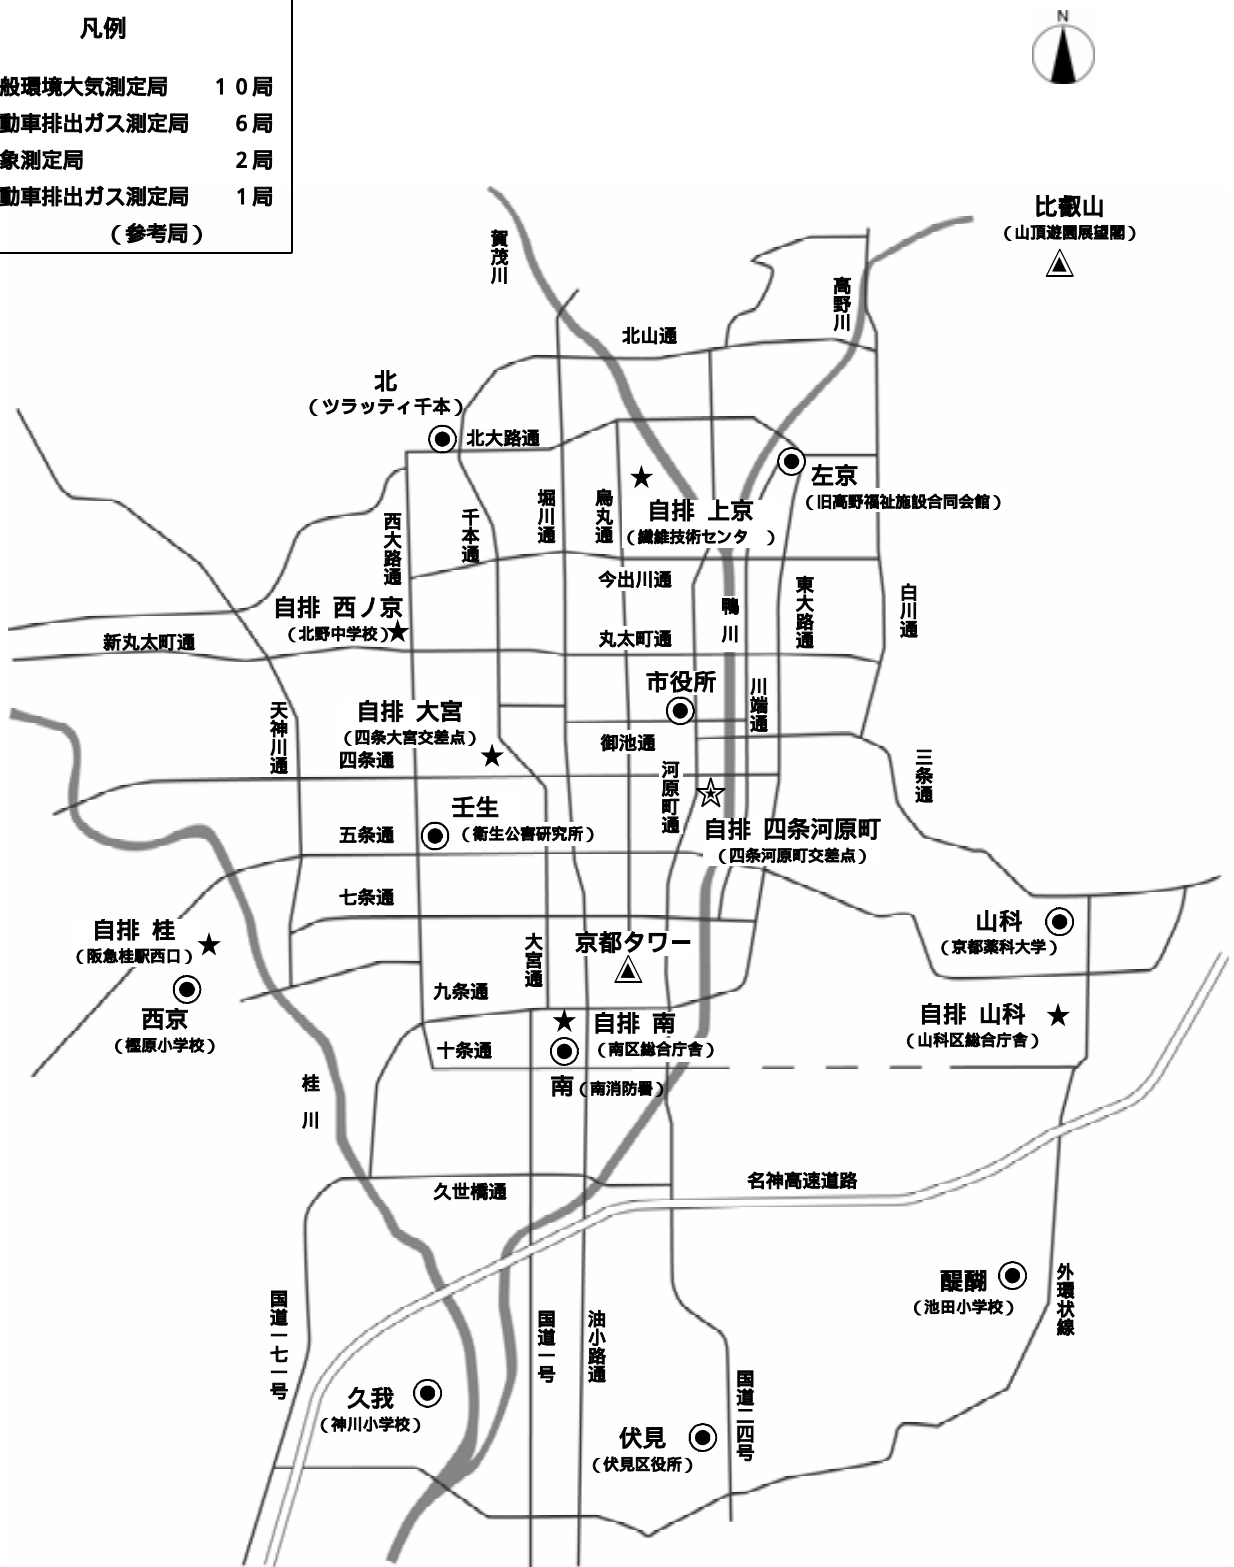 凡例
般環境大気測定局 １０局
動車排出ガス測定局 6局
象測定局 2局
動車排出ガス測定局 1局
（参考局）
N
比叡山
（山頂遊園展望閣）
賀茂川
高野川
北山通
北
（ツラッティ千本）
北大路通
左京
（旧高野福祉施設合同会館）
自排 上京
（繊維技術センタ　）
西大路通
千本通
堀川通
烏丸通
今出川通
東大路通
白川通
鴨川
自排 西ノ京
（北野中学校）
新丸太町通
丸太町通
市役所
川端通
天神川通
自排 大宮
（四条大宮交差点）
四条通
御池通
河原町通
三条通
壬生
（衛生公害研究所）
五条通
自排 四条河原町
（四条河原町交差点）
七条通
自排 桂
（阪急桂駅西口）
大宮通
京都タワー
山科
（京都薬科大学）
西京
（樫原小学校）
九条通
自排 南
（南区総合庁舎）
自排 山科
（山科区総合庁舎）
十条通
南（南消防署）
桂川
久世橋通
名神高速道路
醍醐
（池田小学校）
外環状線
国道一七一号
国道一号
油小路通
国道二四号
久我
（神川小学校）
伏見
（伏見区役所）